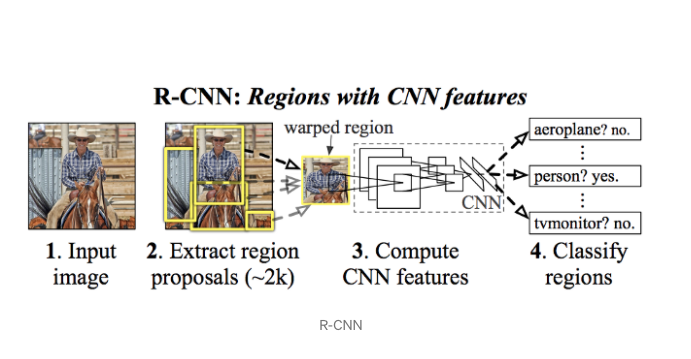 R-CNN: Regions with CNN features
warped region
aeroplane? no.
person? yes.
tvmonitor? no.
CNN
1. Input
image
2. Extract region
proposals (~2k)
3. Compute
CNN features
4. Classify
regions
R-CNN